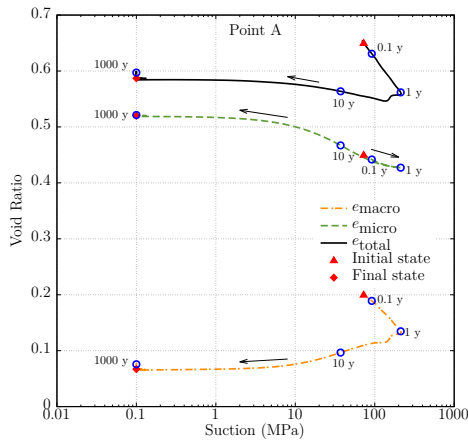 Point A
0.7
0.6
0.5
0.4
0.3
0.2
0.1
0
Void Ratio
1000 y
0.1 y
10 y
1 y
1000 y
10 y
0.1 y
1 y
e_macro
e_micro
e_total
Initial state
Final state
0.1 y
1 y
10 y
1000 y
0.01 0.1 1 10 100 1000
Suction (MPa)